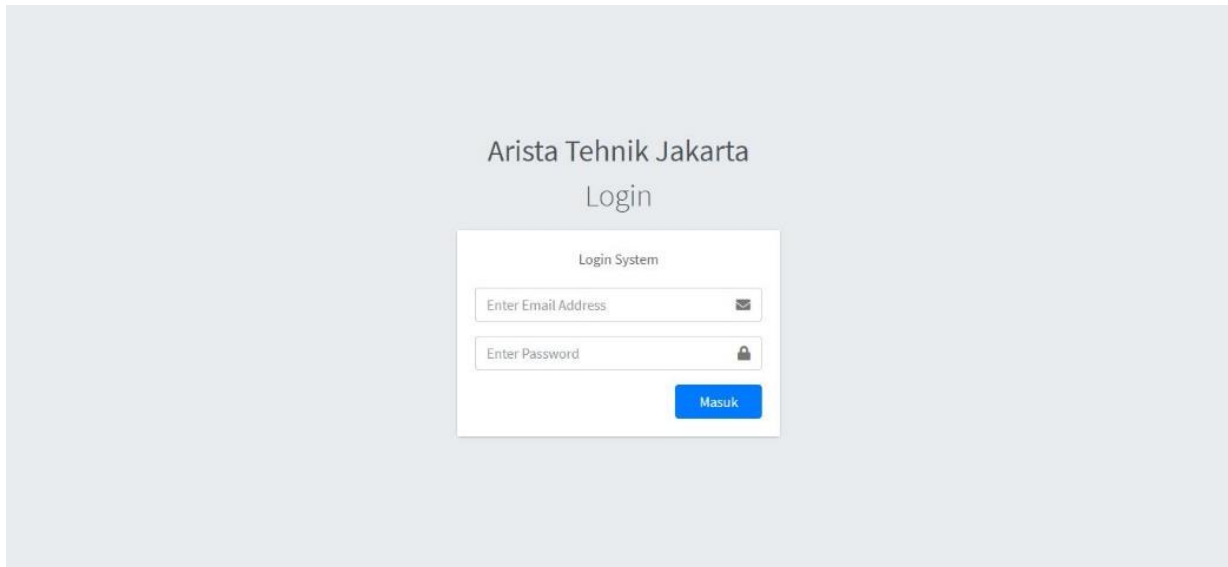 Arista Tehnik Jakarta
Login
Login System
Enter Email Address
Enter Password
Masuk